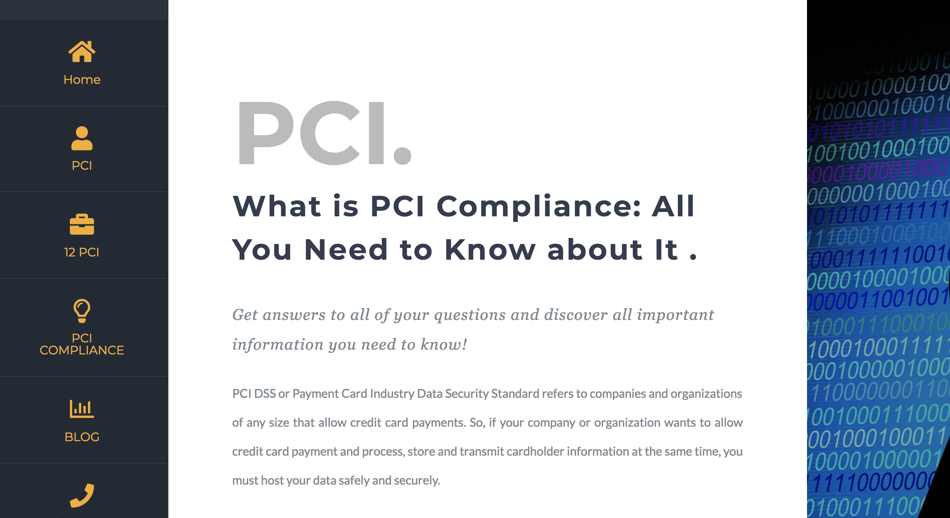 Home
PCI
12 PCI
PCI
COMPLIANCE
BLOG
PCI.
What is PCI Compliance: All
You Need to Know about It .
Get answers to all of your questions and discover all important
information you need to know!
PCI DSS or Payment Card Industry Data Security Standard refers to companies and organizations
of any size that allow credit card payments. So, if your company or organization wants to allow
credit card payment and process, store and transmit cardholder information at the same time, you
must host your data safely and securely.